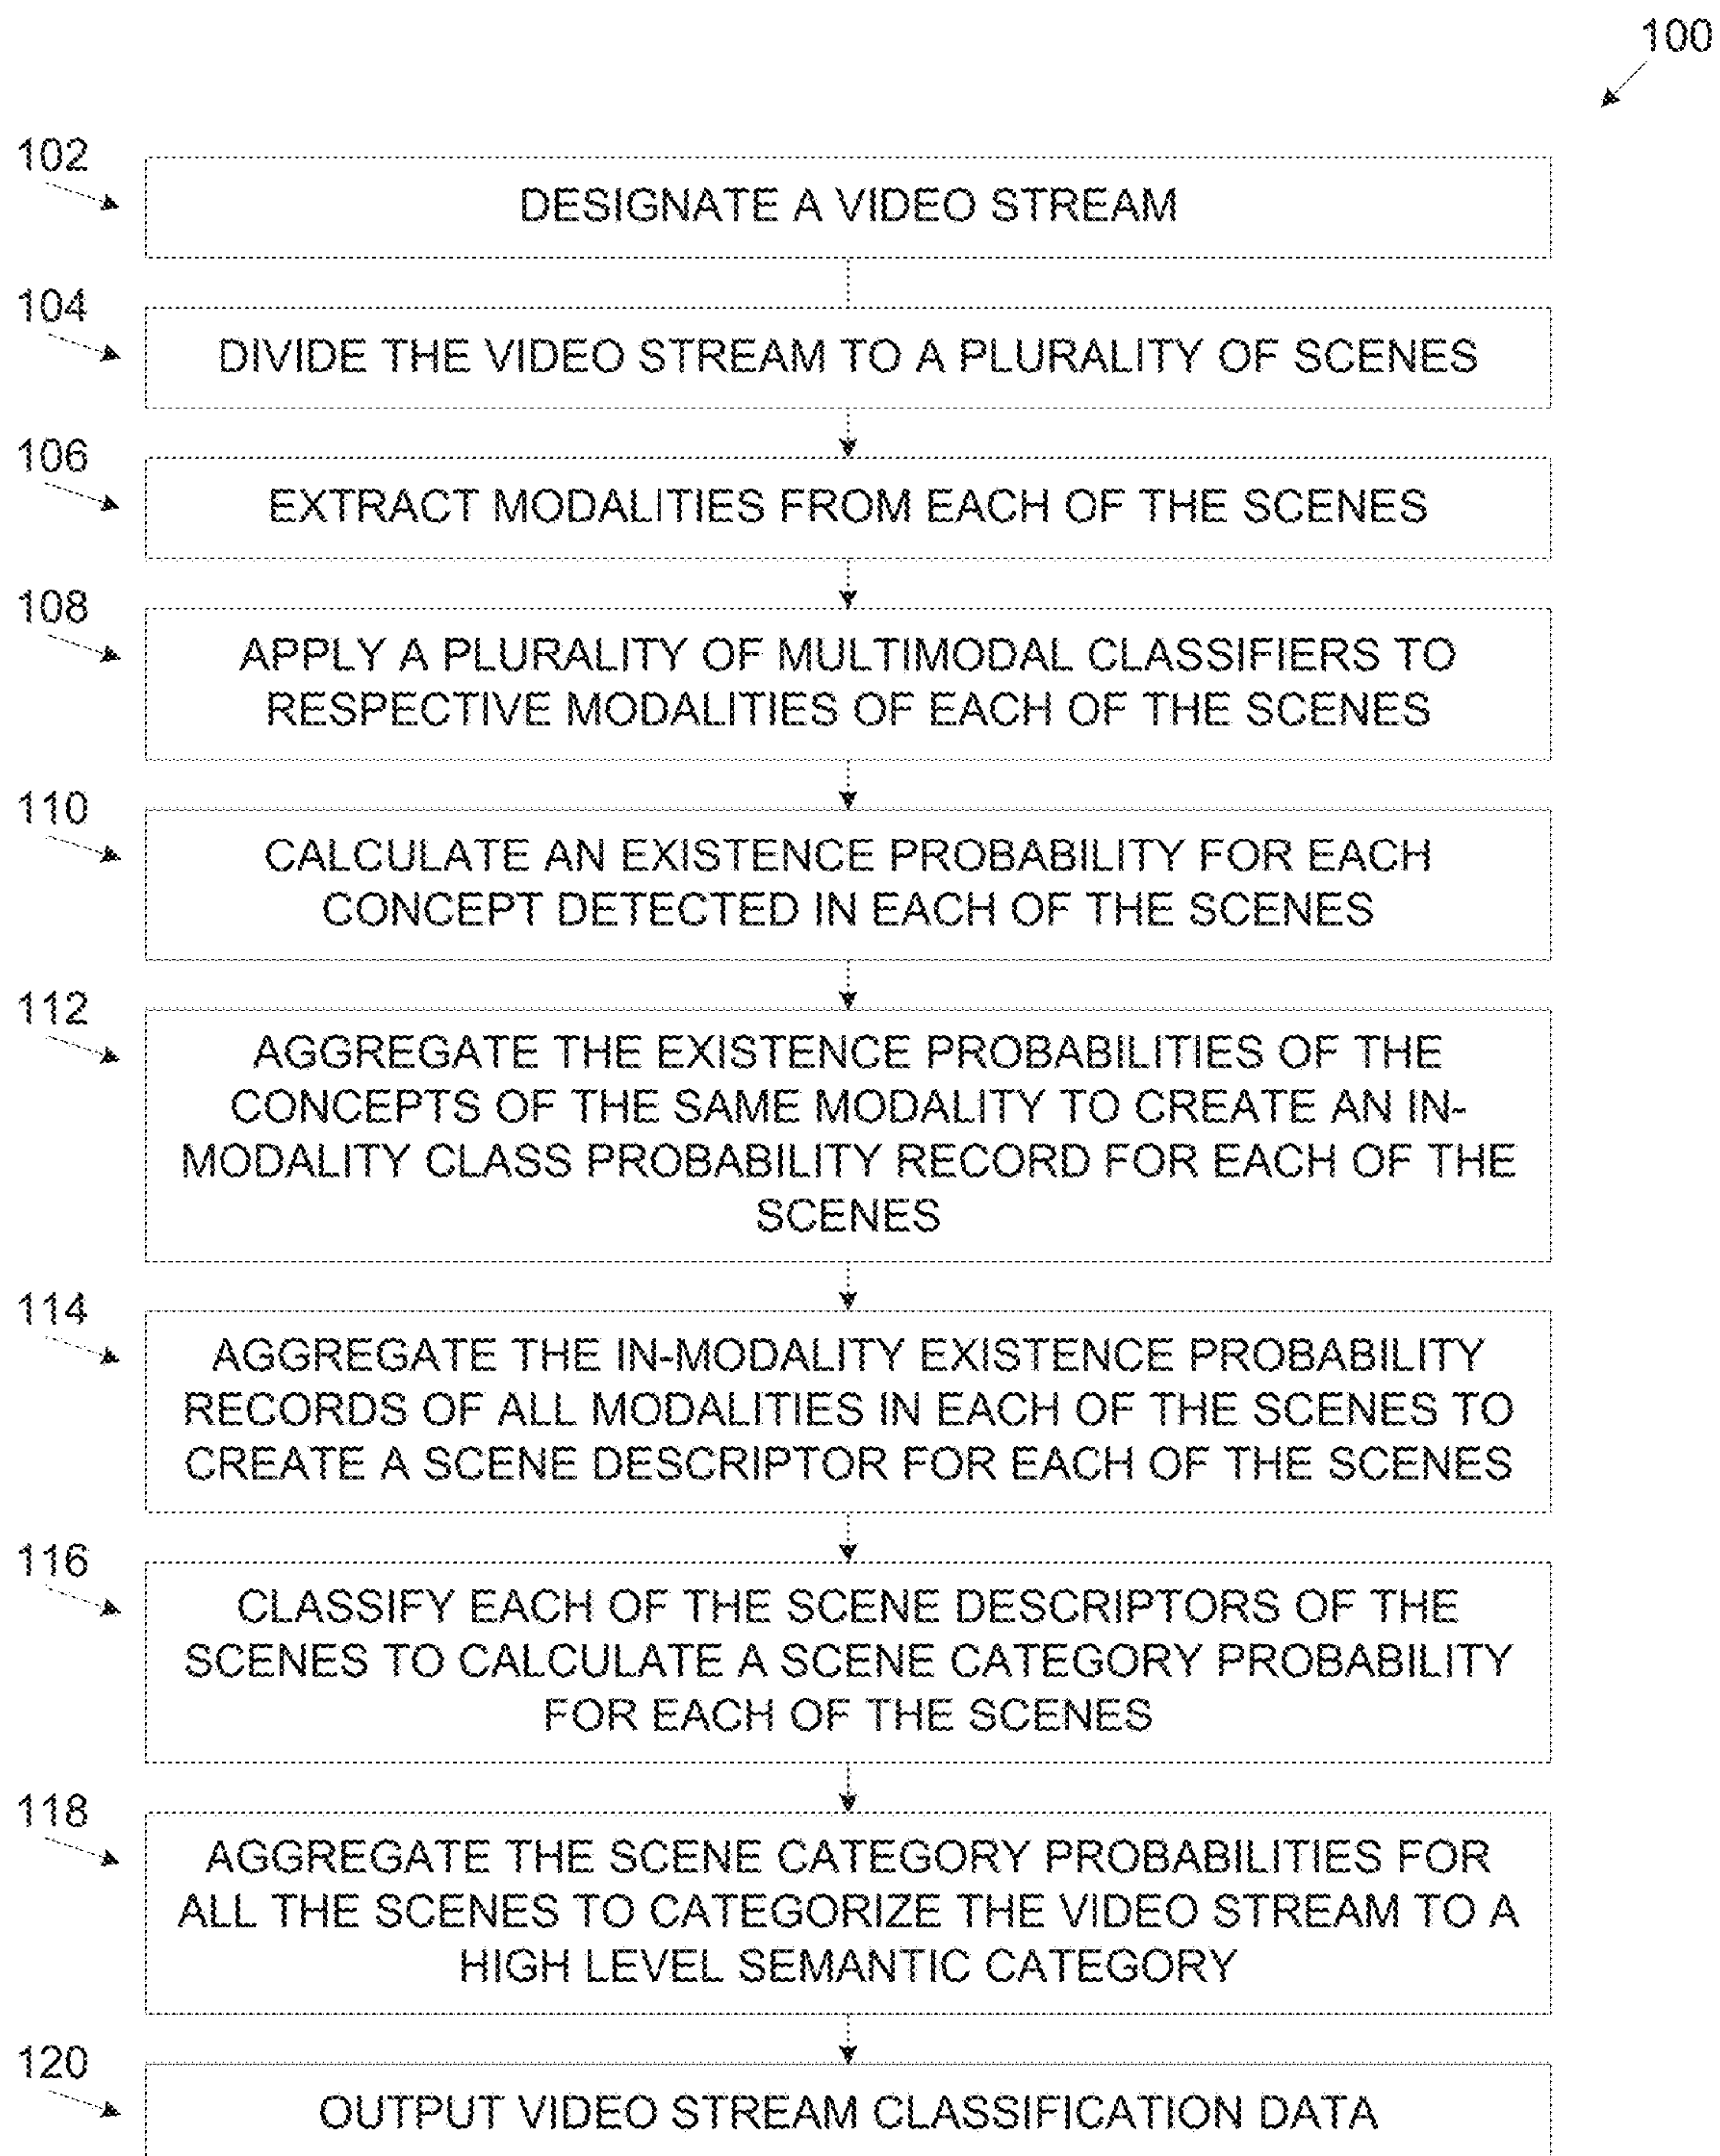 100
102
DESIGNATE A VIDEO STREAM
104
DIVIDE THE VIDEO STREAM TO A PLURALITY OF SCENES
106
EXTRACT MODALITIES FROM EACH OF THE SCENES
108
APPLY A PLURALITY OF MULTIMODAL CLASSIFIERS TO
RESPECTIVE MODALITIES OF EACH OF THE SCENES
110
CALCULATE AN EXISTENCE PROBABILITY FOR EACH
CONCEPT DETECTED IN EACH OF THE SCENES
112
AGGREGATE THE EXISTENCE PROBABILITIES OF THE
CONCEPTS OF THE SAME MODALITY TO CREATE AN IN-
MODALITY CLASS PROBABILITY RECORD FOR EACH OF THE
SCENES
114
AGGREGATE THE IN-MODALITY EXISTENCE PROBABILITY
RECORDS OF ALL MODALITIES IN EACH OF THE SCENES TO
CREATE A SCENE DESCRIPTOR FOR EACH OF THE SCENES
116
CLASSIFY EACH OF THE SCENE DESCRIPTORS OF THE
SCENES TO CALCULATE A SCENE CATEGORY PROBABILITY
FOR EACH OF THE SCENES
118
AGGREGATE THE SCENE CATEGORY PROBABILITIES FOR
ALL THE SCENES TO CATEGORIZE THE VIDEO STREAM TO A
HIGH LEVEL SEMANTIC CATEGORY
120
OUTPUT VIDEO STREAM CLASSIFICATION DATA